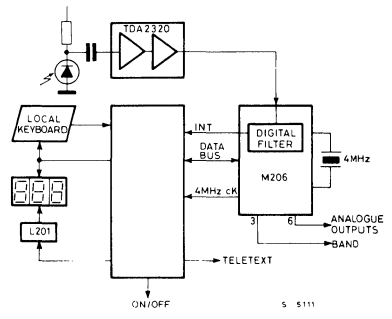 TDA2320
LOCAL
KEYBOARD
INT
DIGITAL
FILTER
DATA
BUS
M206
4MHz
4MHz cK
3
6
ANALOGUE
OUTPUTS
BAND
L201
TELETEXT
ON/OFF
S 5111